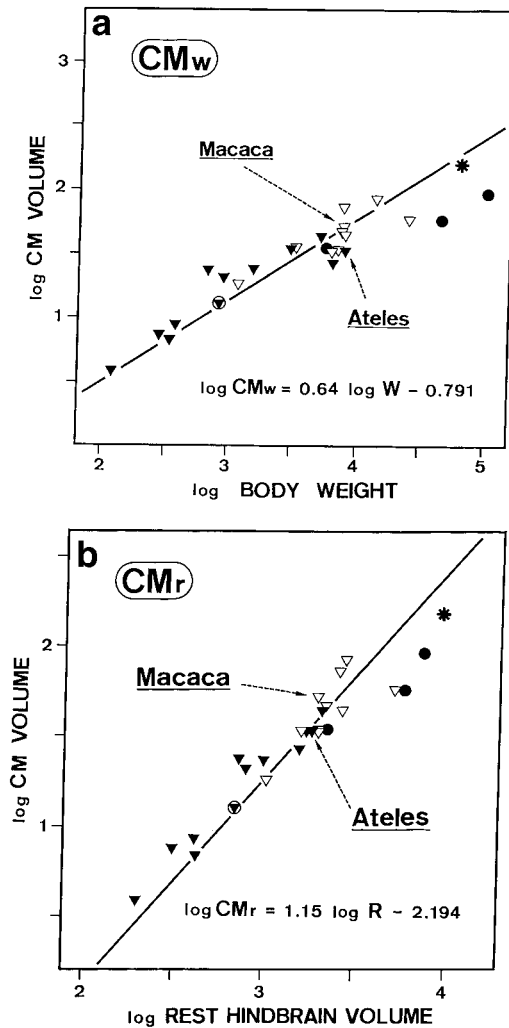 a
CMw
3
2
1
log CM VOLUME
Macaca
Ateles
log CMw = 0.64 log W - 0.791
2 3 4 5
log BODY WEIGHT
b
CMr
2
1
log CM VOLUME
Macaca
Ateles
log CMr = 1.15 log R - 2.194
2 3 4
log REST HINDBRAIN VOLUME